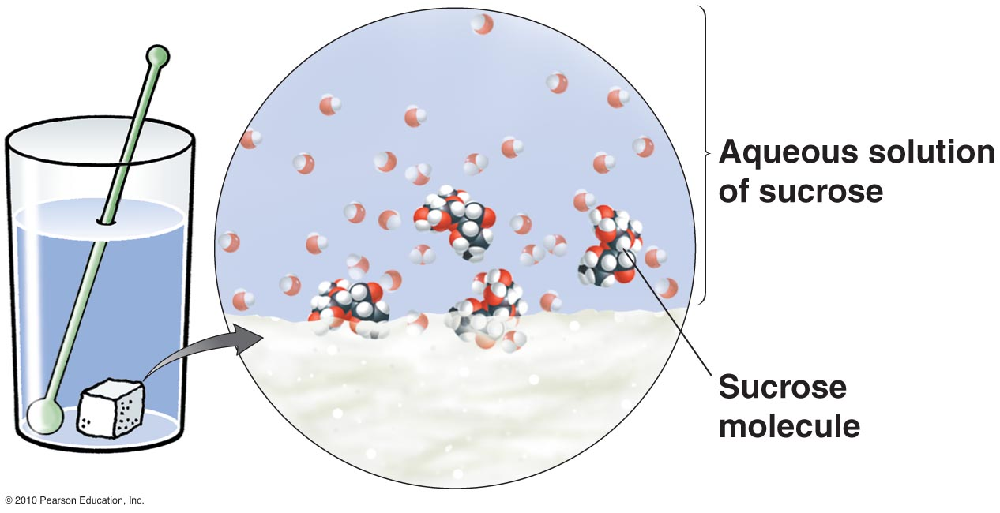 Aqueous solution
of sucrose
Sucrose
molecule
© 2010 Pearson Education, Inc.